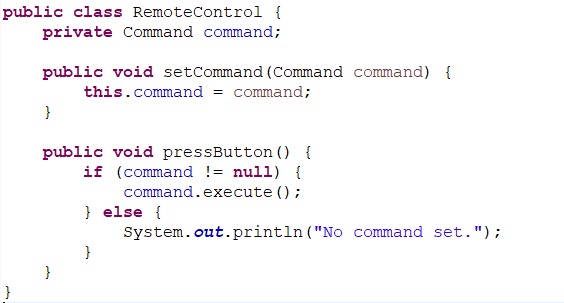 public class RemoteControl {
    private Command command;

    public void setCommand(Command command) {
        this.command = command;
    }

    public void pressButton() {
        if (command != null) {
            command.execute();
        } else {
            System.out.println("No command set.");
        }
    }
}